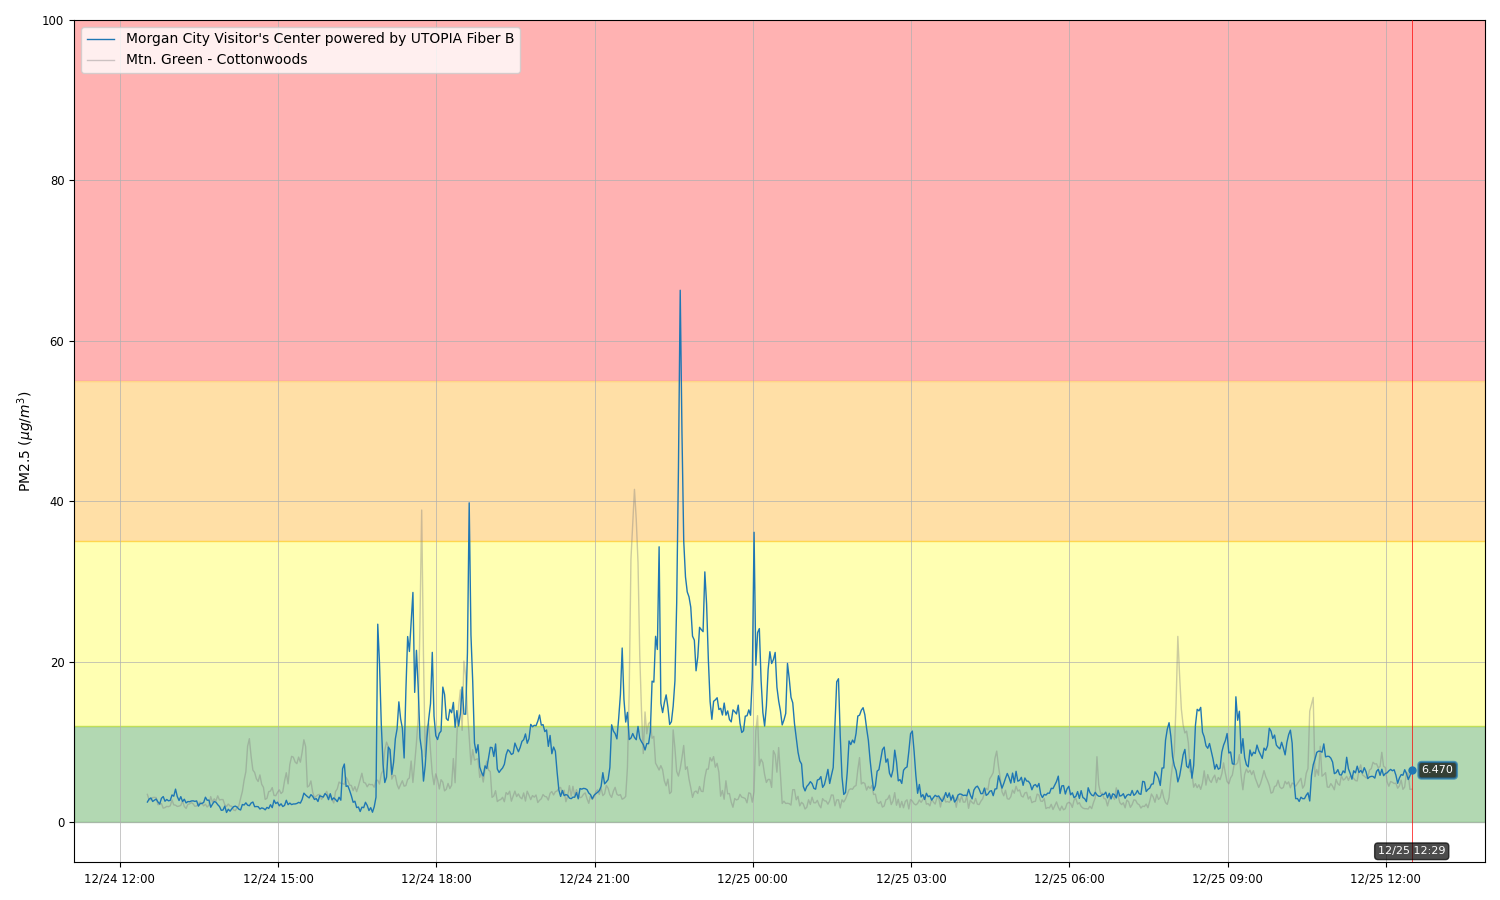 100
Morgan City Visitor's Center powered by UTOPIA Fiber B
Mtn. Green - Cottonwoods
80
60
PM2.5 (μg/m³)
40
20
6.470
0
12/25 12:29
12/24 12:00 12/24 15:00 12/24 18:00 12/24 21:00 12/25 00:00 12/25 03:00 12/25 06:00 12/25 09:00 12/25 12:00